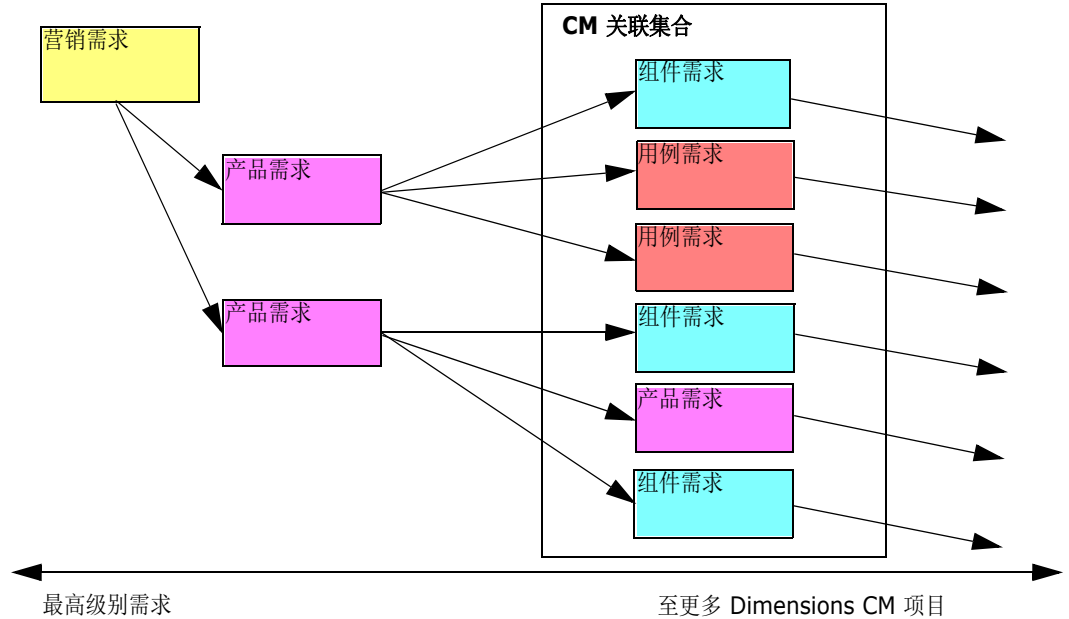 营销需求
CM 关联集合
组件需求
产品需求
用例需求
用例需求
产品需求
组件需求
产品需求
组件需求
最高级别需求
至更多 Dimensions CM 项目